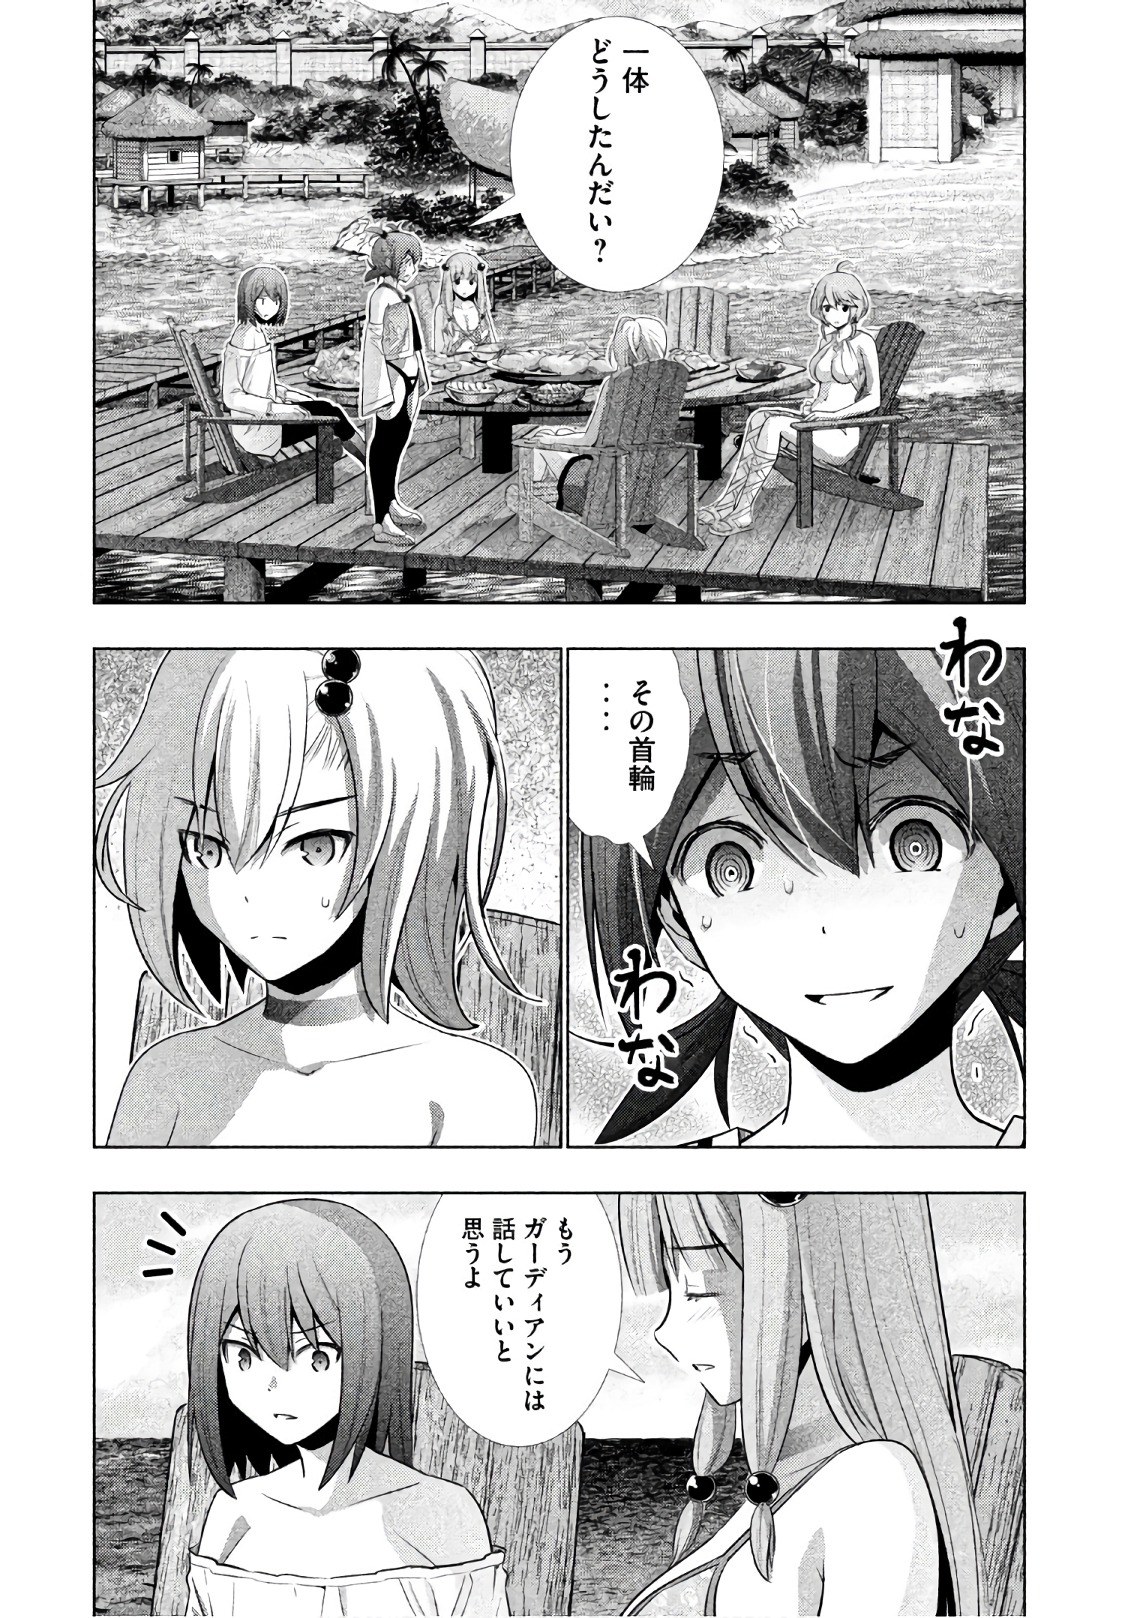 一体
どうしたんだい？
わな
その首輪
・・・・
わな
もう
ガーディアンには
話していいと
思うよ